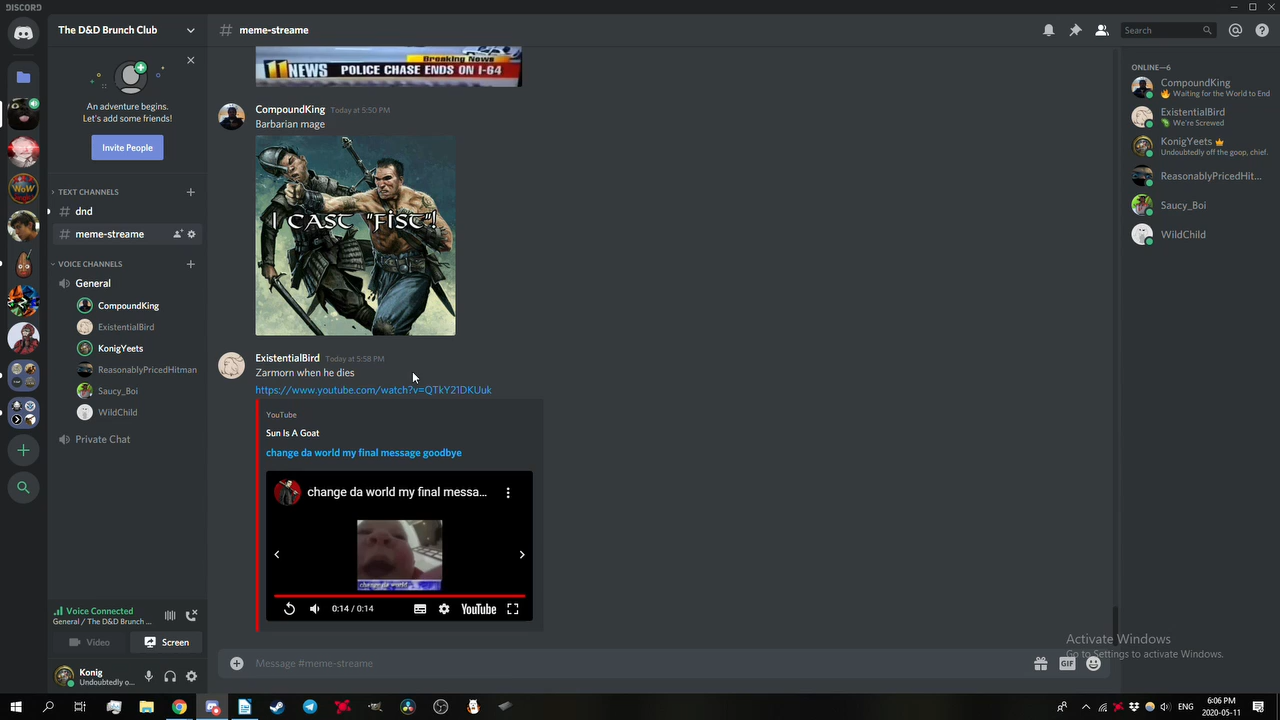 DISCORD
The D&D Brunch Club
# meme-streame
Search
An adventure begins.
Let's add some friends!
Invite People
TEXT CHANNELS
# dnd
# meme-streame
VOICE CHANNELS
General
CompoundKing
ExistentialBird
KonigYeets
ReasonablyPricedHitman
Saucy_Boi
WildChild
Private Chat
Voice Connected
General / The D&D Brunch ...
Video
Screen
Konig
Undoubtedly o...
Breaking News
11 NEWS POLICE CHASE ENDS ON I-64
CompoundKing Today at 5:50 PM
Barbarian mage
I CAST "FIST"!
ExistentialBird Today at 5:58 PM
Zarmorn when he dies
https://www.youtube.com/watch?v=QTkY21DKUuk
YouTube
Sun Is A Goat
change da world my final message goodbye
change da world my final messa...
change da world
0:14 / 0:14
YouTube
Message #meme-streame
GIF
ONLINE—6
CompoundKing
Waiting for the World to End
ExistentialBird
We're Screwed
KonigYeets
Undoubtedly off the goop, chief.
ReasonablyPricedHit...
Saucy_Boi
WildChild
Activate Windows
Go to Settings to activate Windows.
ENG
6:06 PM
2020-05-11